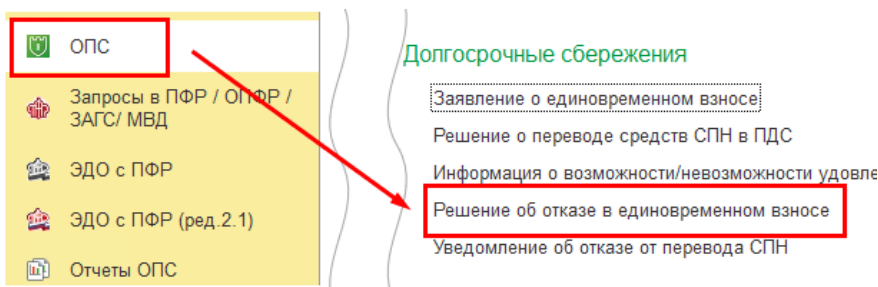 ОПС
Запросы в ПФР / ОПФР /
ЗАГС/ МВД
ЭДО с ПФР
ЭДО с ПФР (ред.2.1)
Отчеты ОПС
Долгосрочные сбережения
Заявление о единовременном взносе
Решение о переводе средств СПН в ПДС
Информация о возможности/невозможности удовле
Решение об отказе в единовременном взносе
Уведомление об отказе от перевода СПН